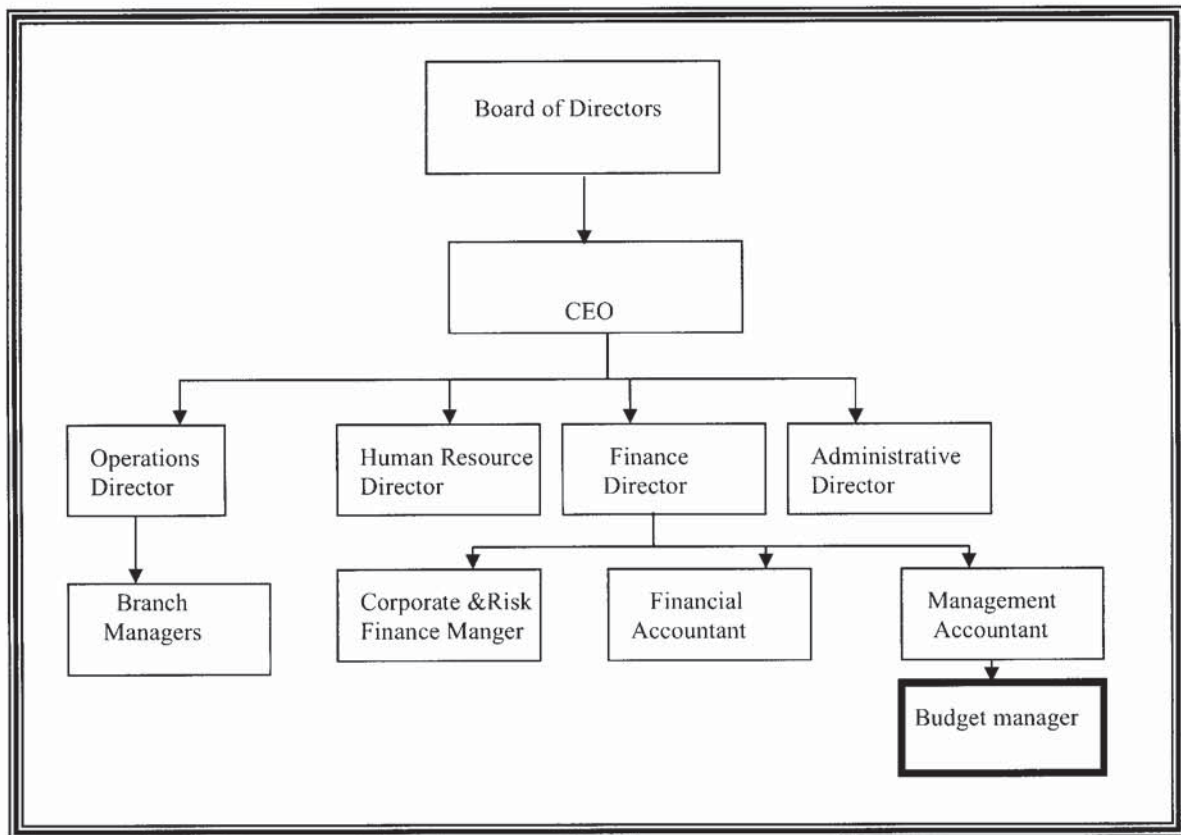 Board of Directors
CEO
Operations
Director
Human Resource
Director
Finance
Director
Administrative
Director
Branch
Managers
Corporate &Risk
Finance Manger
Financial
Accountant
Management
Accountant
Budget manager